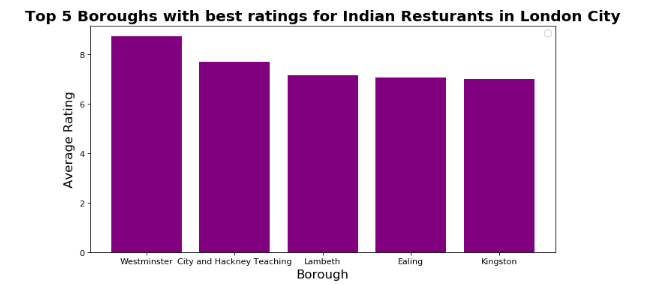 Top 5 Boroughs with best ratings for Indian Resturants in London City
8
6
4
2
0
Average Rating
Westminster City and Hackney Teaching Lambeth Ealing Kingston
Borough